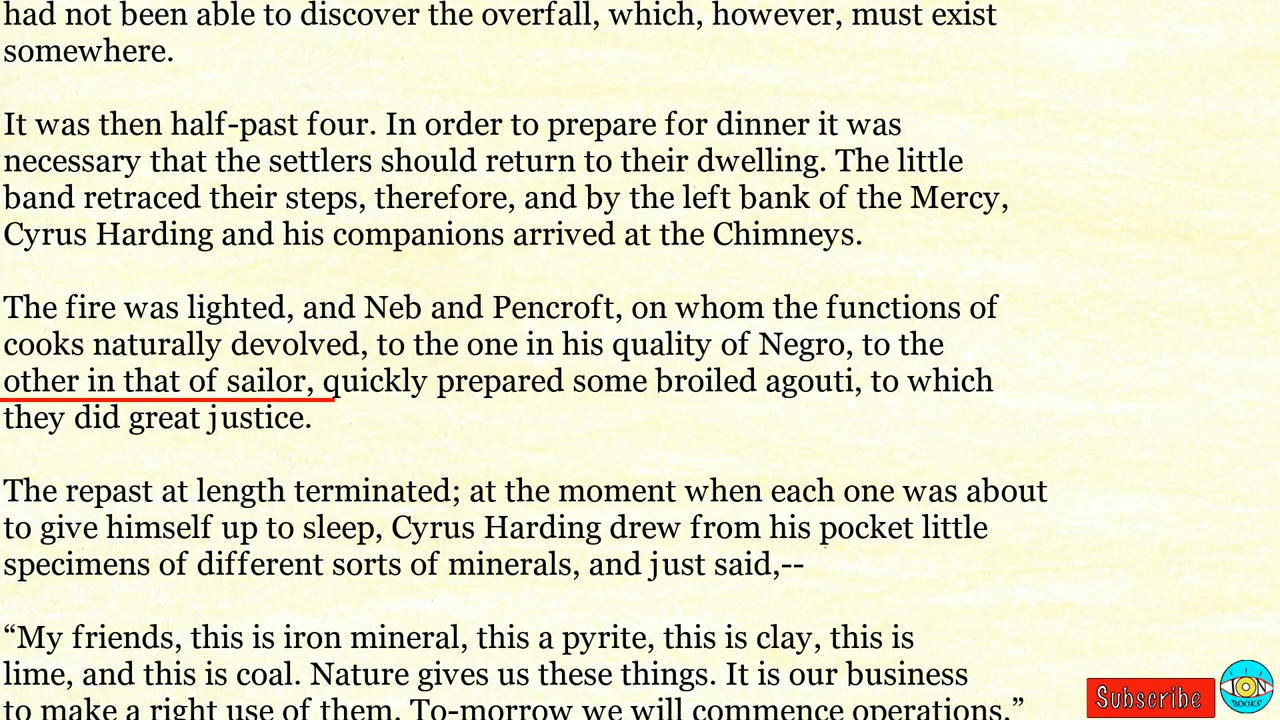 had not been able to discover the overfall, which, however, must exist
somewhere.
It was then half-past four. In order to prepare for dinner it was
necessary that the settlers should return to their dwelling. The little
band retraced their steps, therefore, and by the left bank of the Mercy,
Cyrus Harding and his companions arrived at the Chimneys.
The fire was lighted, and Neb and Pencroft, on whom the functions of
cooks naturally devolved, to the one in his quality of Negro, to the
other in that of sailor, quickly prepared some broiled agouti, to which
they did great justice.
The repast at length terminated; at the moment when each one was about
to give himself up to sleep, Cyrus Harding drew from his pocket little
specimens of different sorts of minerals, and just said,--
“My friends, this is iron mineral, this a pyrite, this is clay, this is
lime, and this is coal. Nature gives us these things. It is our business
to make a right use of them. To-morrow we will commence operations.”
Subscribe
ION
BOOKS